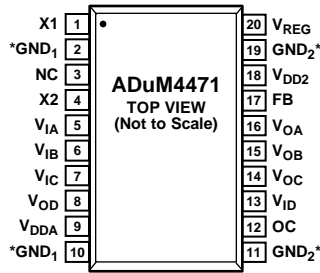 X1 1 20 VREG
*GND1 2 19 GND2*
NC 3 18 VDD2
X2 4 17 FB
VIA 5 16 VOA
VIB 6 15 VOB
VIC 7 14 VOC
VOD 8 13 VID
VDDA 9 12 OC
*GND1 10 11 GND2*
ADuM4471
TOP VIEW
(Not to Scale)